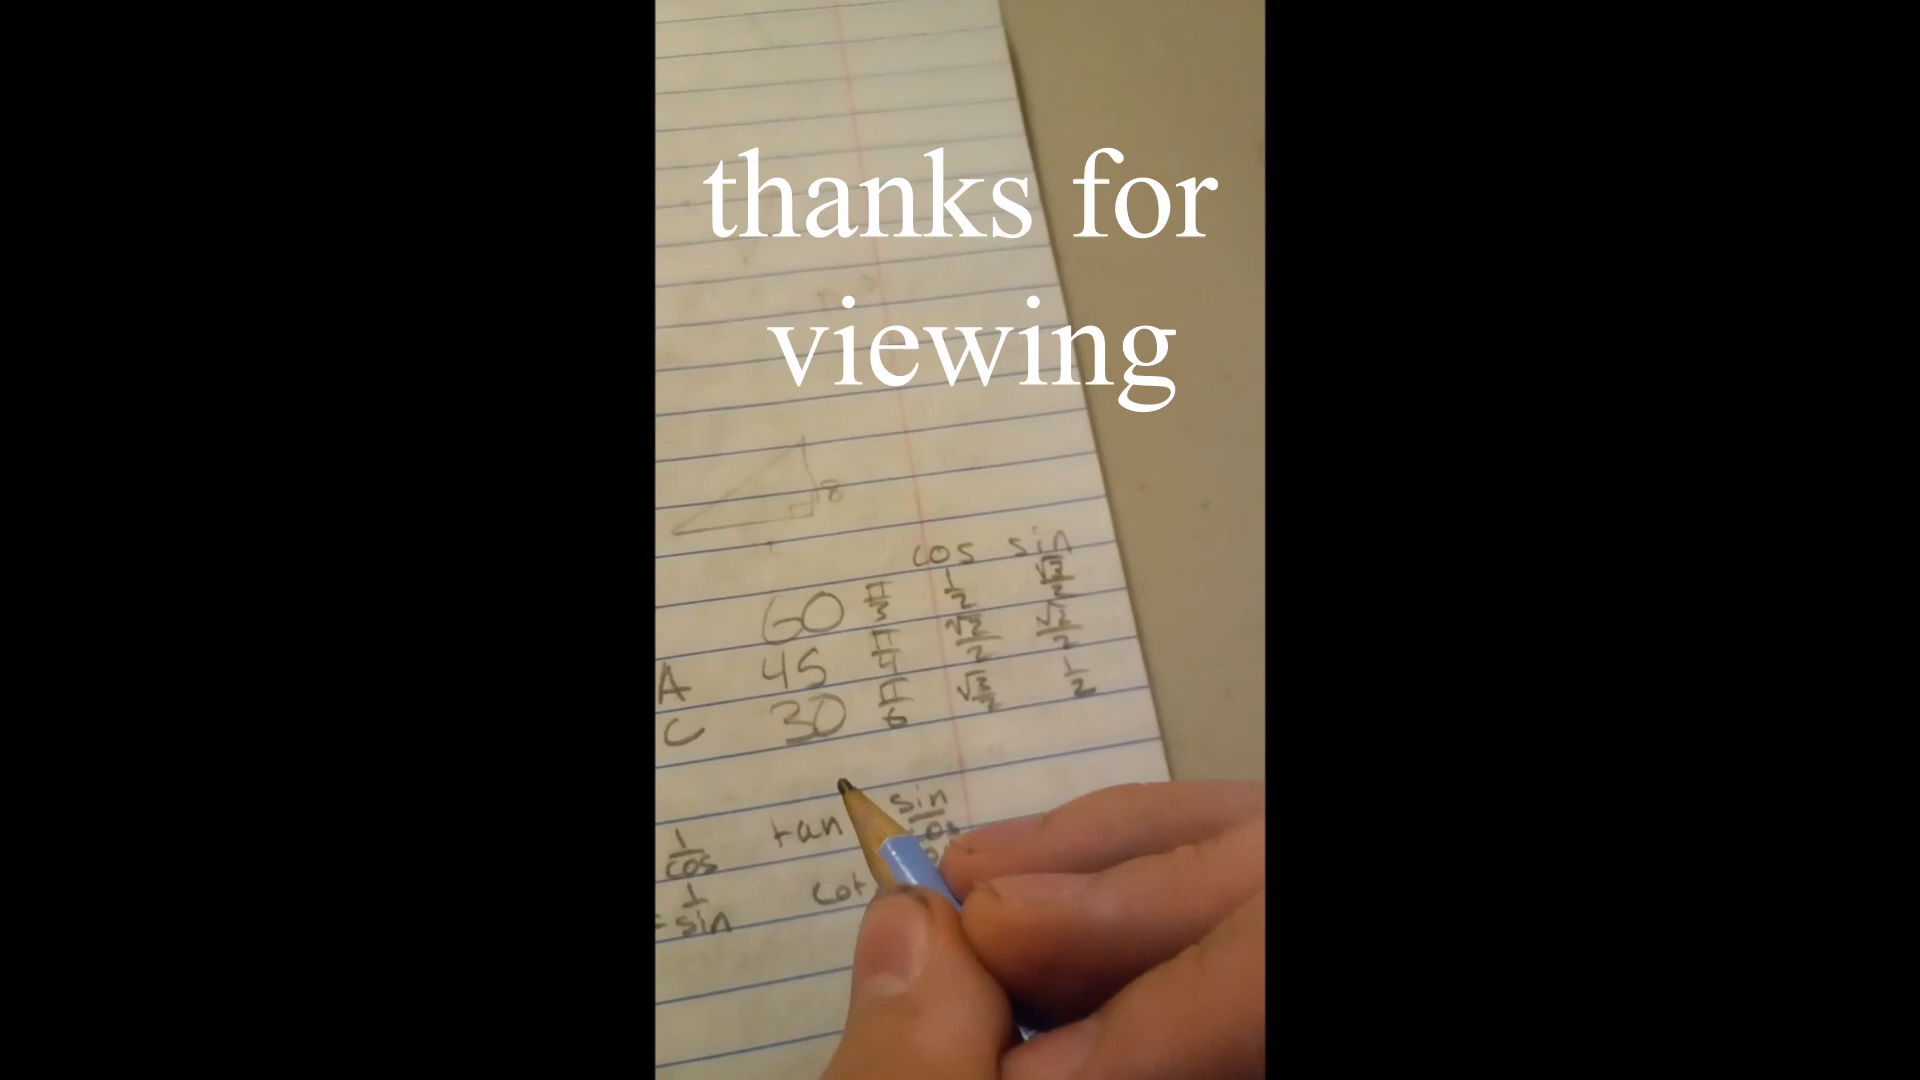 thanks for
viewing
8
cos sin
60 π/3 1/2 √3/2
A 45 π/4 √2/2 √2/2
C 30 π/6 √3/2 1/2
1/cos tan sin
= 1/sin cot